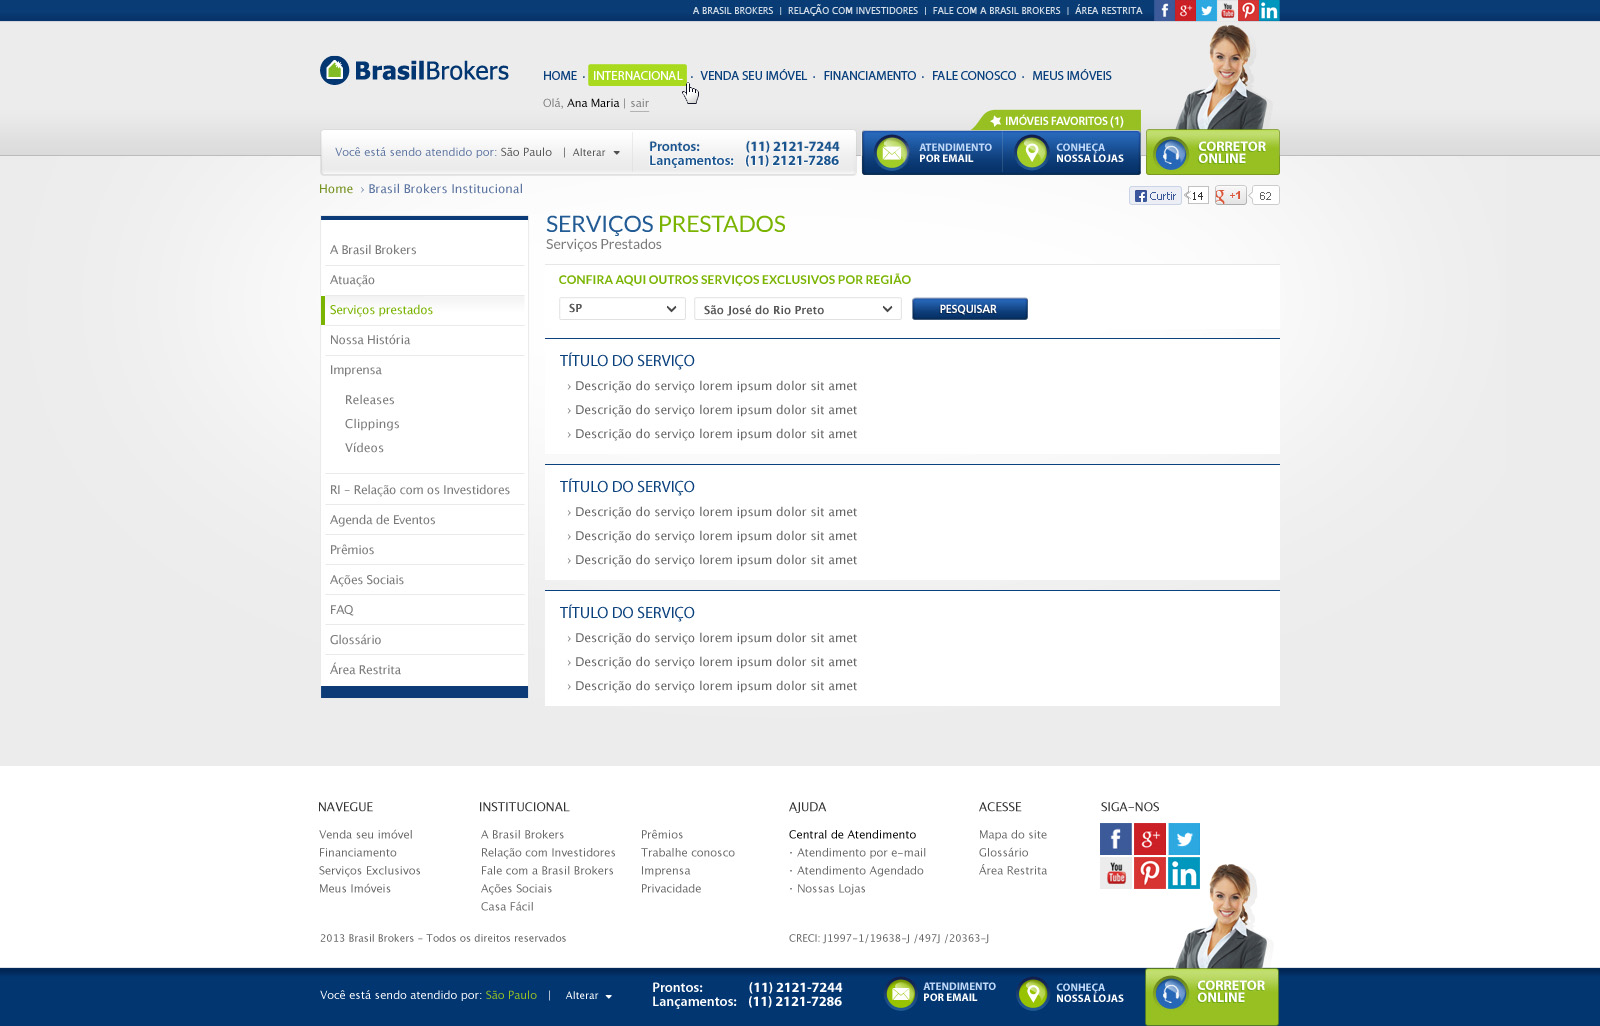 A BRASIL BROKERS | RELAÇÃO COM INVESTIDORES | FALE COM A BRASIL BROKERS | ÁREA RESTRITA
BrasilBrokers
HOME · INTERNACIONAL · VENDA SEU IMÓVEL · FINANCIAMENTO · FALE CONOSCO · MEUS IMÓVEIS
Olá, Ana Maria | sair
IMÓVEIS FAVORITOS (1)
Você está sendo atendido por: São Paulo | Alterar
Prontos: (11) 2121-7244
Lançamentos: (11) 2121-7286
ATENDIMENTO
POR EMAIL
CONHEÇA
NOSSA LOJAS
CORRETOR
ONLINE
Home › Brasil Brokers Institucional
Curtir 14 +1 62
A Brasil Brokers
Atuação
Serviços prestados
Nossa História
Imprensa
Releases
Clippings
Vídeos
RI - Relação com os Investidores
Agenda de Eventos
Prêmios
Ações Sociais
FAQ
Glossário
Área Restrita
SERVIÇOS PRESTADOS
Serviços Prestados
CONFIRA AQUI OUTROS SERVIÇOS EXCLUSIVOS POR REGIÃO
SP São José do Rio Preto PESQUISAR
TÍTULO DO SERVIÇO
› Descrição do serviço lorem ipsum dolor sit amet
› Descrição do serviço lorem ipsum dolor sit amet
› Descrição do serviço lorem ipsum dolor sit amet
TÍTULO DO SERVIÇO
› Descrição do serviço lorem ipsum dolor sit amet
› Descrição do serviço lorem ipsum dolor sit amet
› Descrição do serviço lorem ipsum dolor sit amet
TÍTULO DO SERVIÇO
› Descrição do serviço lorem ipsum dolor sit amet
› Descrição do serviço lorem ipsum dolor sit amet
› Descrição do serviço lorem ipsum dolor sit amet
NAVEGUE
Venda seu imóvel
Financiamento
Serviços Exclusivos
Meus Imóveis
INSTITUCIONAL
A Brasil Brokers
Relação com Investidores
Fale com a Brasil Brokers
Ações Sociais
Casa Fácil
Prêmios
Trabalhe conosco
Imprensa
Privacidade
AJUDA
Central de Atendimento
· Atendimento por e-mail
· Atendimento Agendado
· Nossas Lojas
ACESSE
Mapa do site
Glossário
Área Restrita
SIGA-NOS
You Tube
2013 Brasil Brokers - Todos os direitos reservados
CRECI: J1997-1/19638-J /497J /20363-J
Você está sendo atendido por: São Paulo | Alterar
Prontos: (11) 2121-7244
Lançamentos: (11) 2121-7286
ATENDIMENTO
POR EMAIL
CONHEÇA
NOSSA LOJAS
CORRETOR
ONLINE